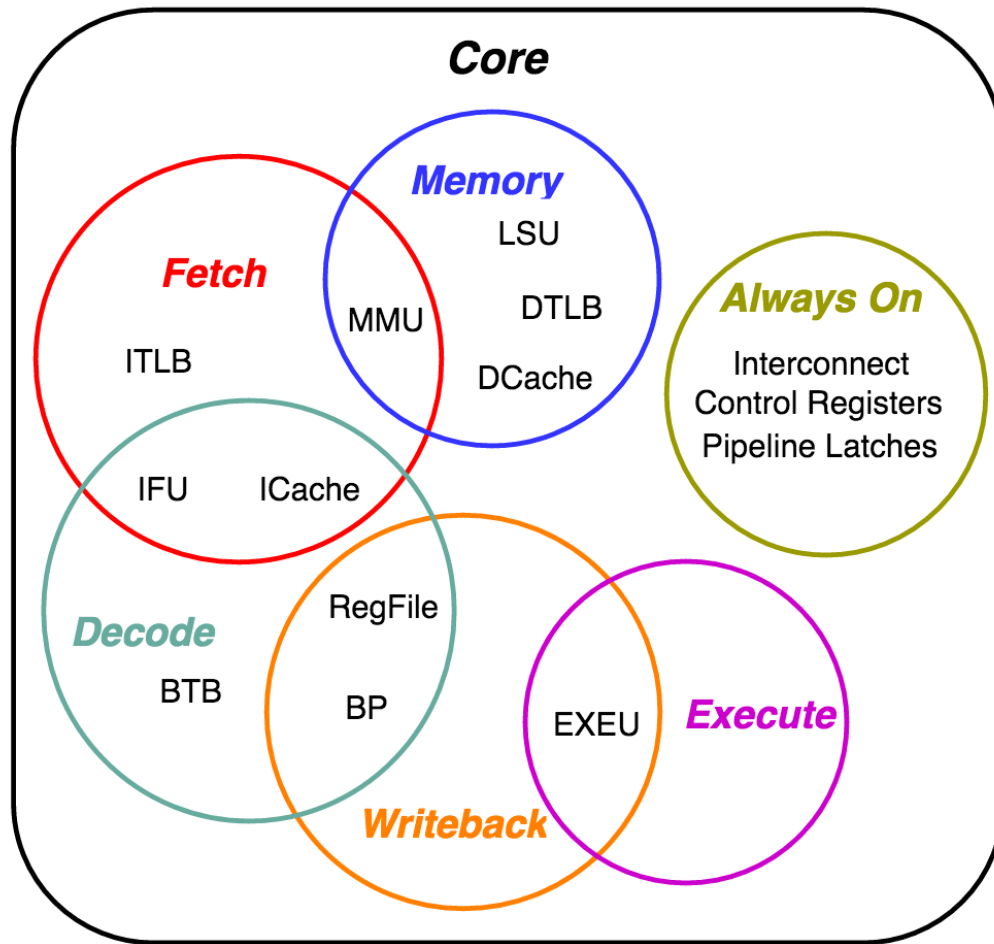 Core
Memory
LSU
Fetch
MMU
DTLB
ITLB
DCache
Always On
Interconnect
Control Registers
Pipeline Latches
IFU
ICache
RegFile
Decode
BTB
BP
EXEU
Execute
Writeback